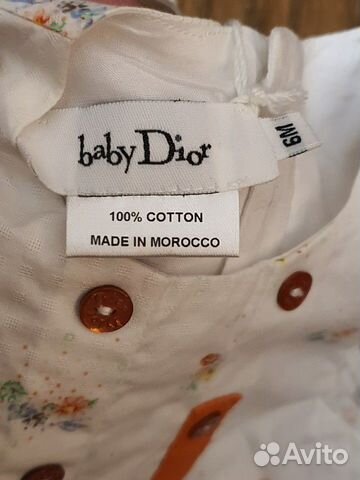 baby Dior
6M
100% COTTON
MADE IN MOROCCO
Avito